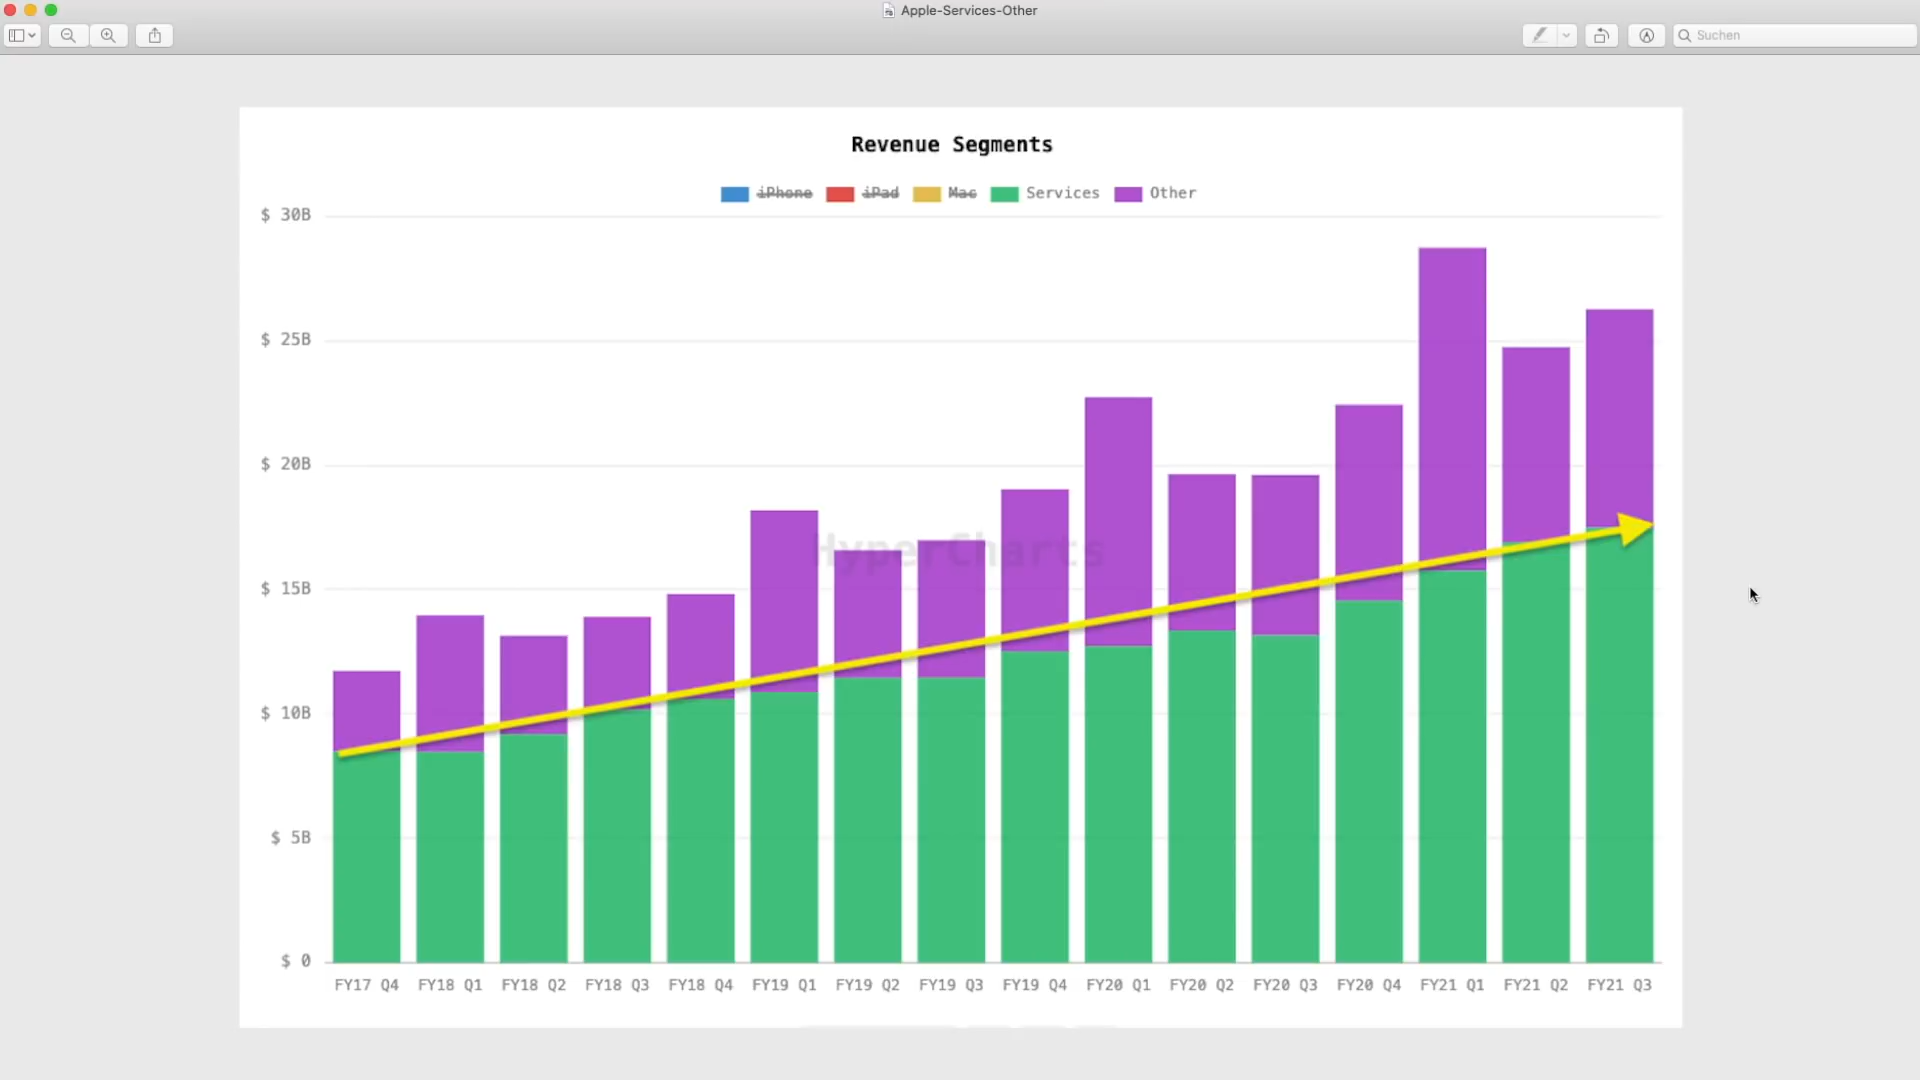 Apple-Services-Other
Suchen
Revenue Segments
iPhone iPad Mac Services Other
$ 30B
$ 25B
$ 20B
HyperCharts
$ 15B
$ 10B
$ 5B
$ 0
FY17 Q4 FY18 Q1 FY18 Q2 FY18 Q3 FY18 Q4 FY19 Q1 FY19 Q2 FY19 Q3 FY19 Q4 FY20 Q1 FY20 Q2 FY20 Q3 FY20 Q4 FY21 Q1 FY21 Q2 FY21 Q3